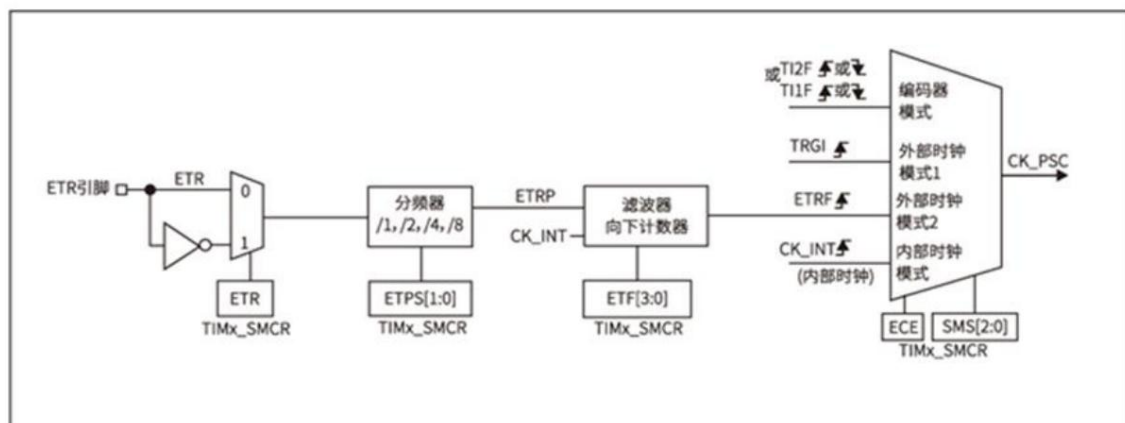 ETR引脚
ETR
0
1
ETR
TIMx_SMCR
分频器
/1, /2, /4, /8
ETPS[1:0]
TIMx_SMCR
ETRP
CK_INT
滤波器
向下计数器
ETF[3:0]
TIMx_SMCR
或TI2F或
TI1F或
TRGI
ETRF
CK_INT
(内部时钟)
编码器
模式
外部时钟
模式1
外部时钟
模式2
内部时钟
模式
CK_PSC
ECE
SMS[2:0]
TIMx_SMCR